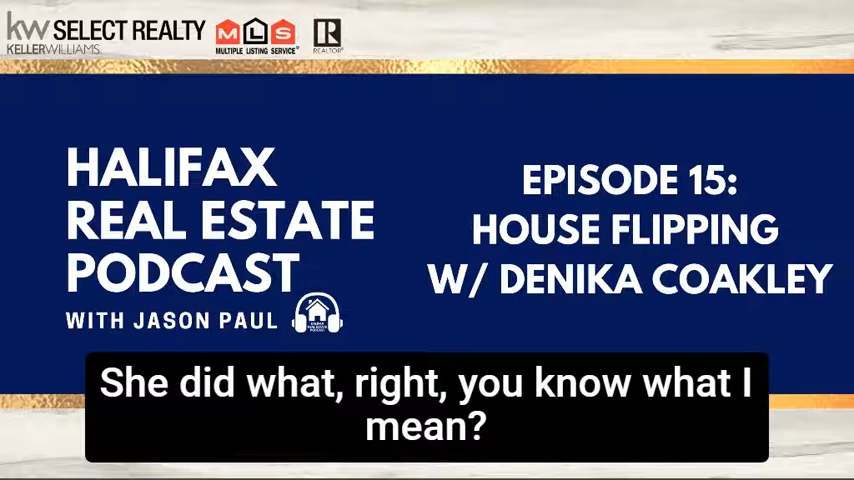 kw SELECT REALTY
KELLERWILLIAMS.
MLS
MULTIPLE LISTING SERVICE®
R
REALTOR®
HALIFAX
REAL ESTATE
PODCAST
WITH JASON PAUL
EPISODE 15:
HOUSE FLIPPING
W/ DENIKA COAKLEY
She did what, right, you know what I
mean?